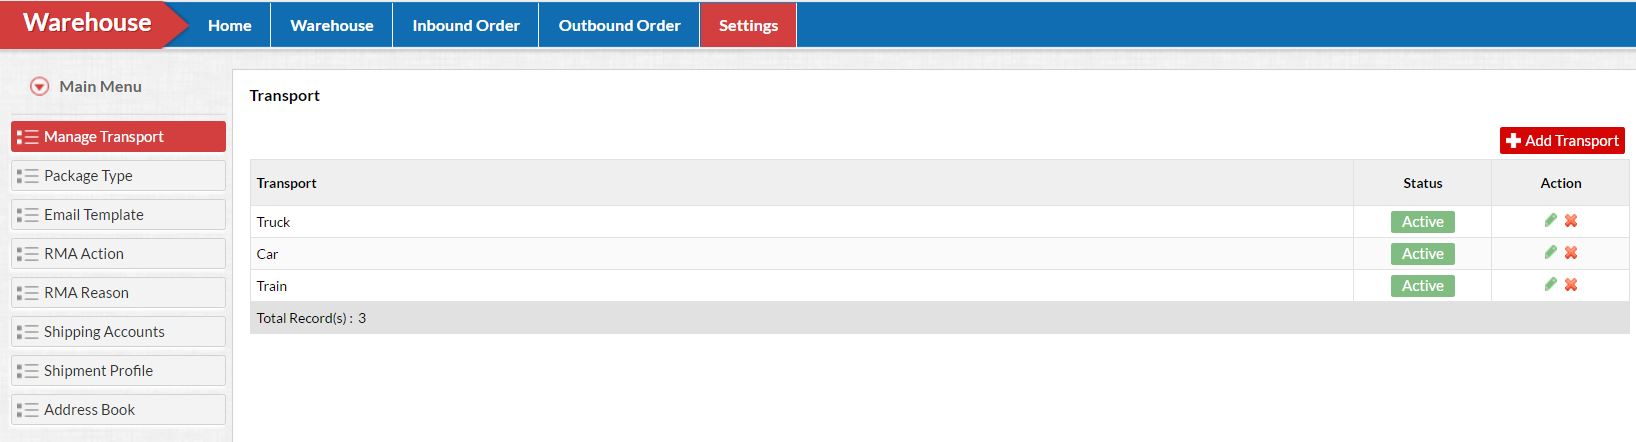 Warehouse Home Warehouse Inbound Order Outbound Order Settings
Main Menu
Manage Transport
Package Type
Email Template
RMA Action
RMA Reason
Shipping Accounts
Shipment Profile
Address Book
Transport
Add Transport
Transport Status Action
Truck Active
Car Active
Train Active
Total Record(s) : 3